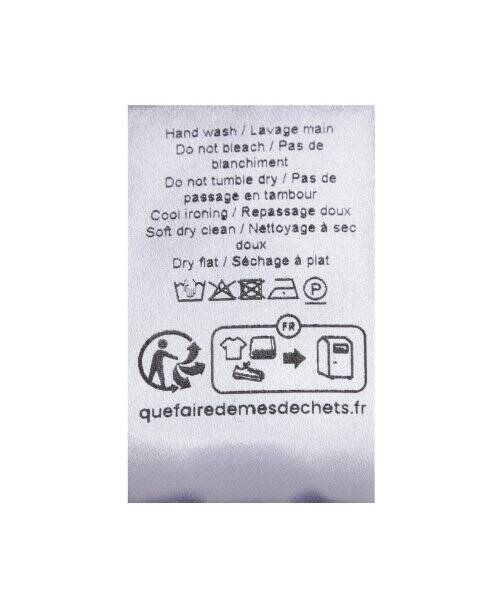 Hand wash / Lavage main
Do not bleach / Pas de
blanchiment
Do not tumble dry / Pas de
passage en tambour
Cool ironing / Repassage doux
Soft dry clean / Nettoyage à sec
doux
Dry flat / Séchage à plat
P
FR
quefairedemesdechets.fr